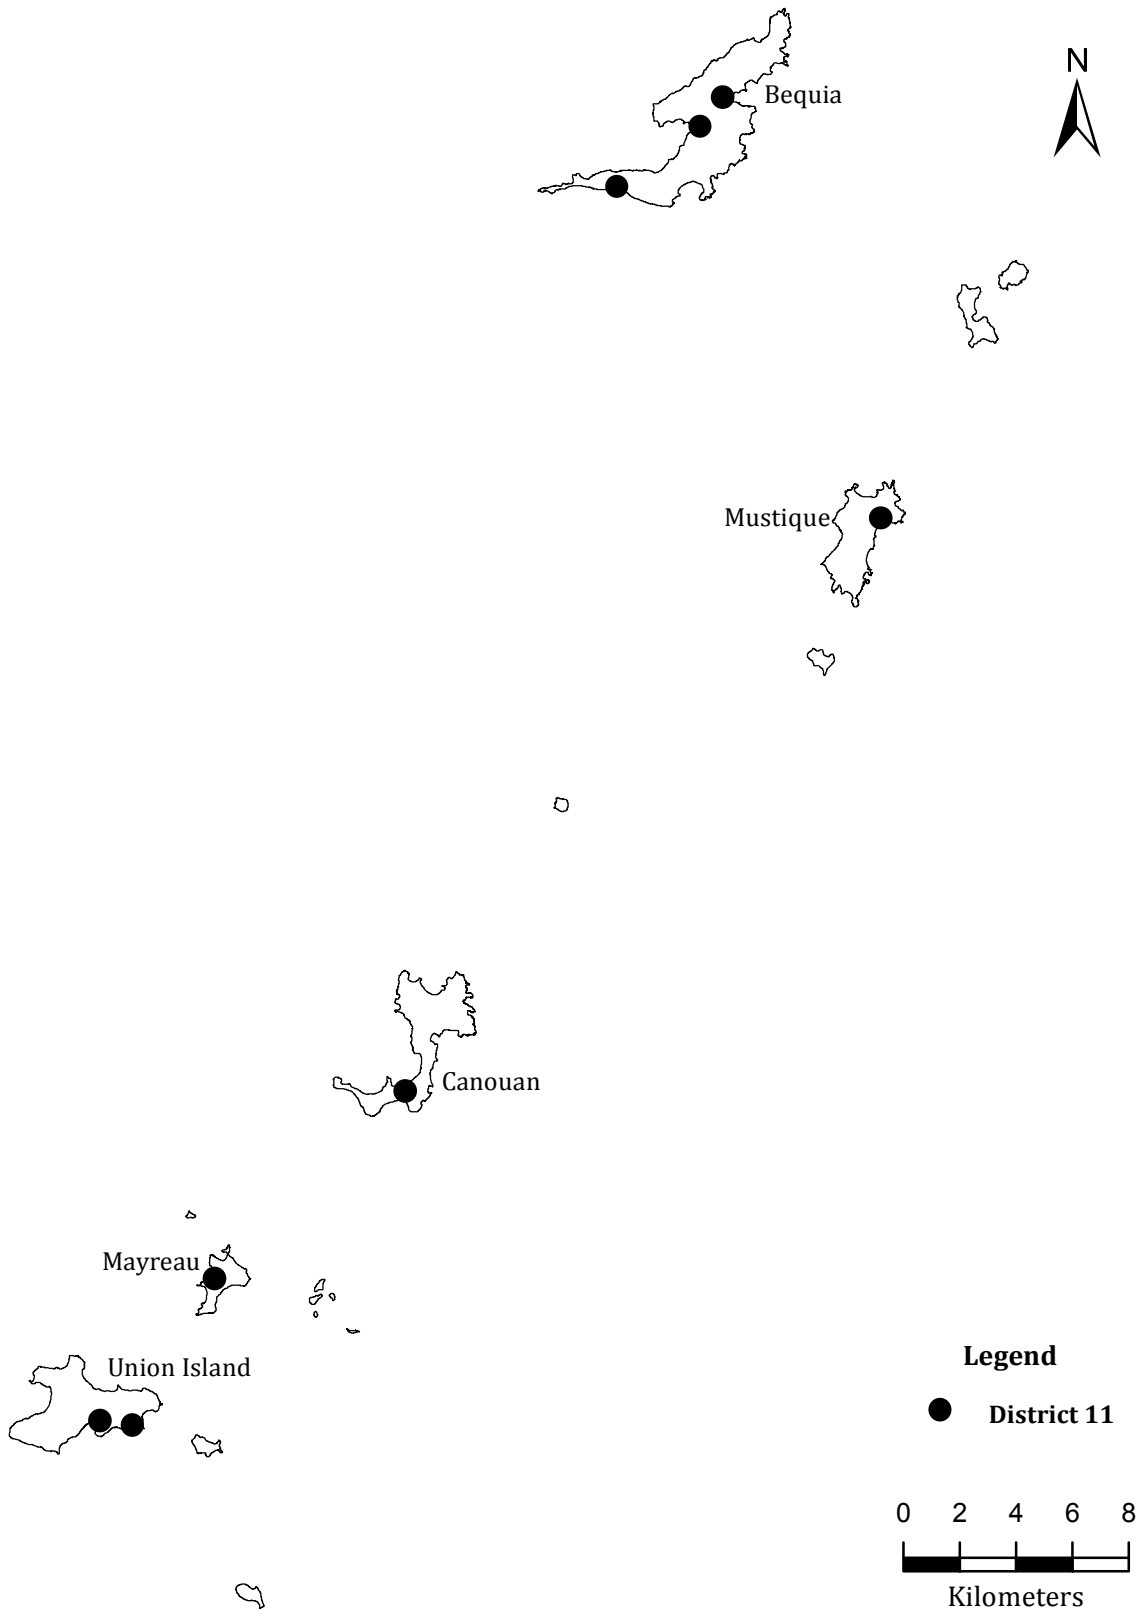 N
Bequia
Mustique
Canouan
Mayreau
Union Island
Legend
District 11
0 2 4 6 8
Kilometers